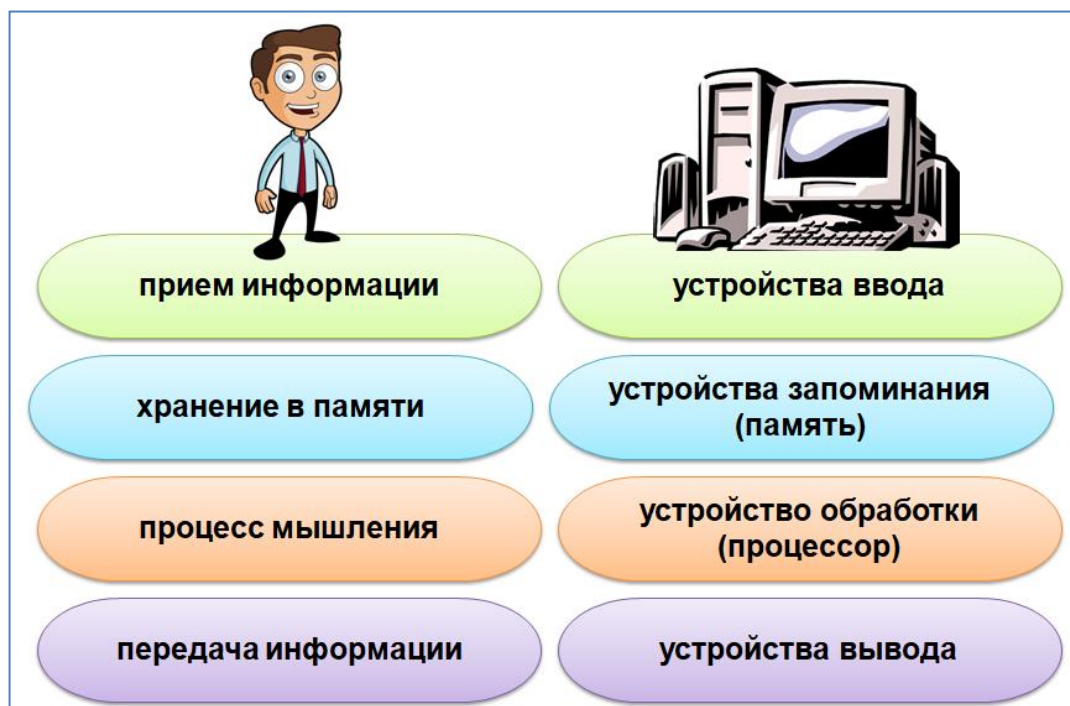 прием информации
устройства ввода
хранение в памяти
устройства запоминания
(память)
процесс мышления
устройство обработки
(процессор)
передача информации
устройства вывода